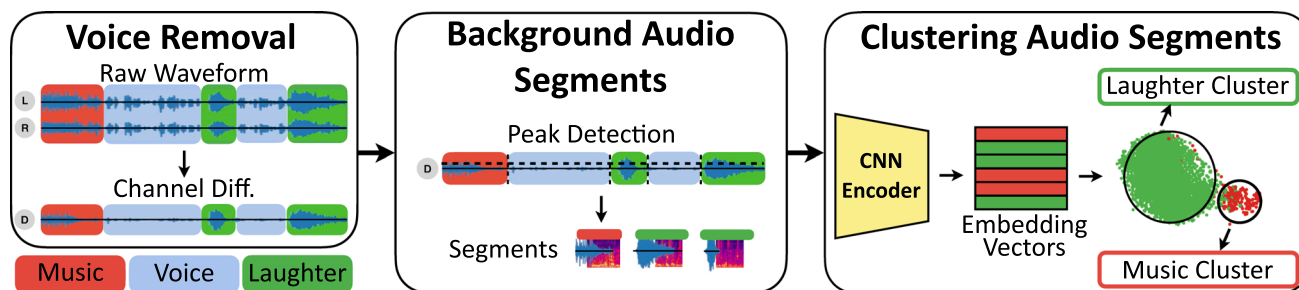 Voice Removal
Raw Waveform
L
R
Channel Diff.
D
Music
Voice
Laughter
Background Audio
Segments
Peak Detection
D
Segments
Clustering Audio Segments
Laughter Cluster
CNN
Encoder
Embedding
Vectors
Music Cluster